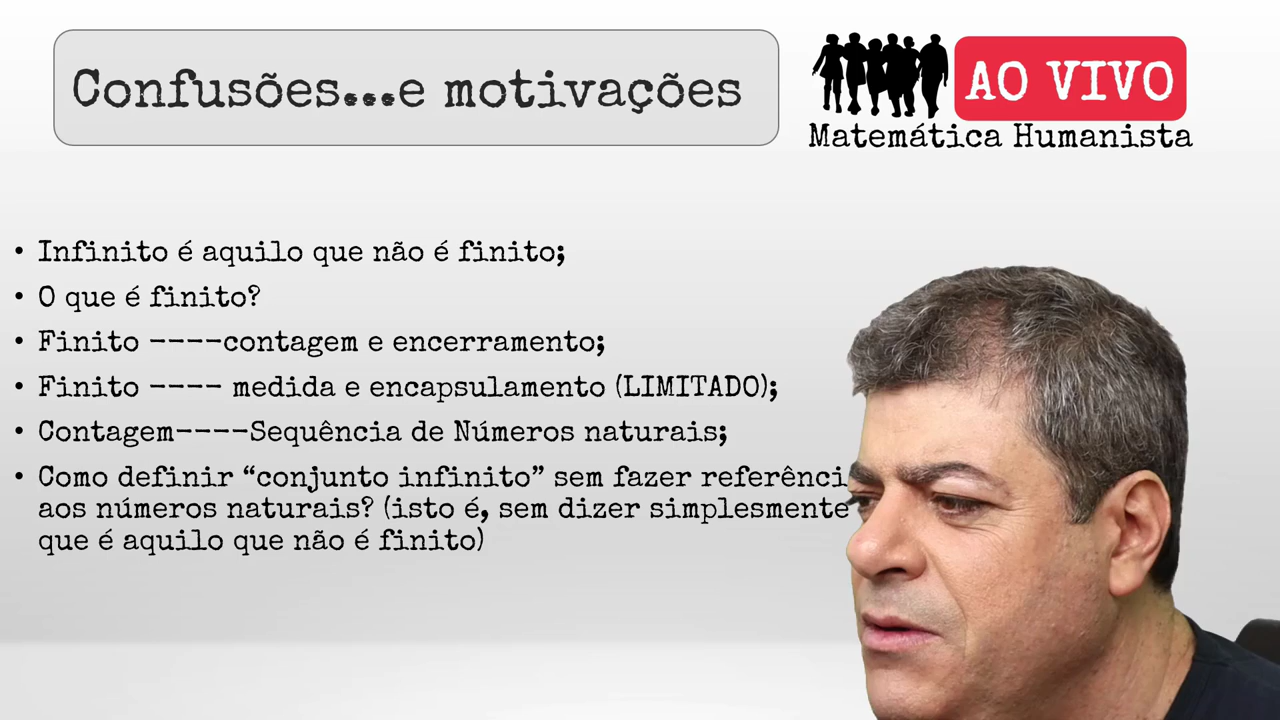 Confusões...e motivações
AO VIVO
Matemática Humanista
• Infinito é aquilo que não é finito;
• O que é finito?
• Finito ----contagem e encerramento;
• Finito ---- medida e encapsulamento (LIMITADO);
• Contagem----Sequência de Números naturais;
• Como definir “conjunto infinito” sem fazer referênci
aos números naturais? (isto é, sem dizer simplesmente
que é aquilo que não é finito)